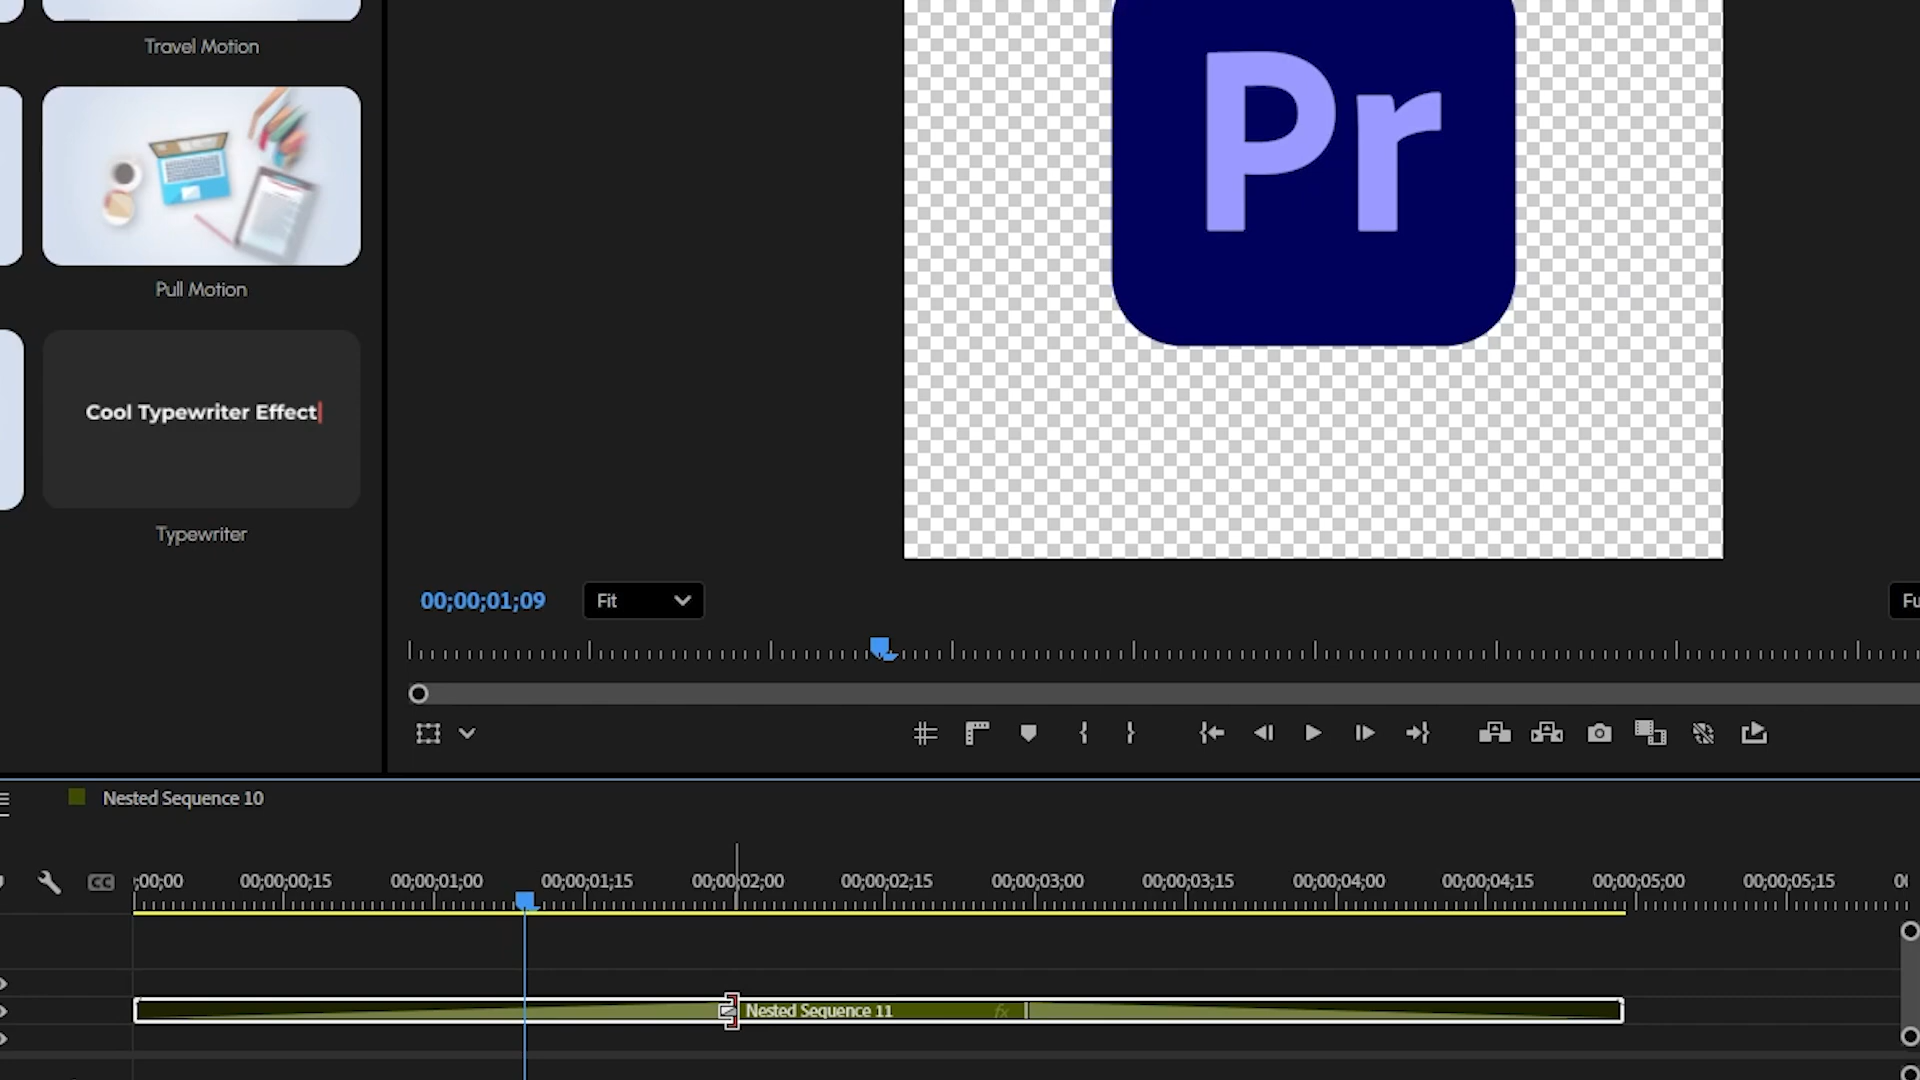 Travel Motion
Pull Motion
Cool Typewriter Effect
Typewriter
Pr
00;00;01;09
Fit
Fu
Nested Sequence 10
CC
;00;00
00;00;00;15
00;00;01;00
00;00;01;15
00;00;02;00
00;00;02;15
00;00;03;00
00;00;03;15
00;00;04;00
00;00;04;15
00;00;05;00
00;00;05;15
Nested Sequence 11
fx